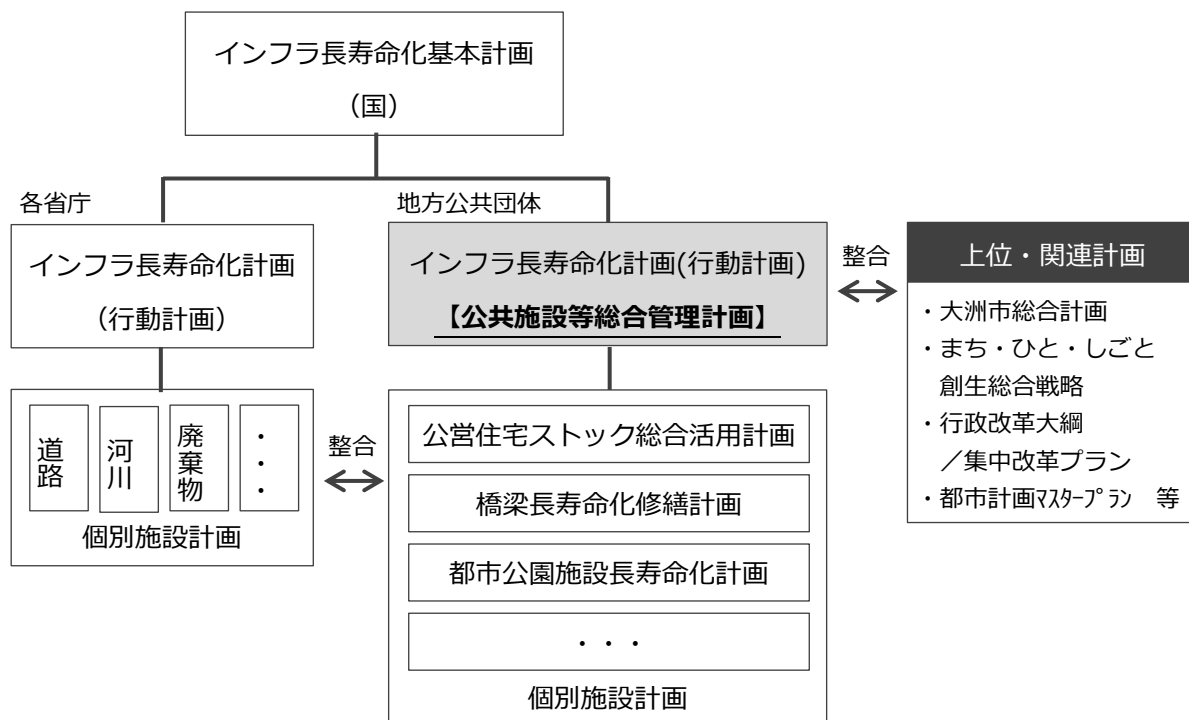 インフラ長寿命化基本計画
（国）
各省庁
インフラ長寿命化計画
（行動計画）
地方公共団体
インフラ長寿命化計画(行動計画)
【公共施設等総合管理計画】
整合
上位・関連計画
・大洲市総合計画
・まち・ひと・しごと
創生総合戦略
・行政改革大綱
／集中改革プラン
・都市計画ﾏｽﾀｰﾌﾟﾗﾝ　等
道路
河川
廃棄物
・・・
個別施設計画
整合
公営住宅ストック総合活用計画
橋梁長寿命化修繕計画
都市公園施設長寿命化計画
・・・
個別施設計画